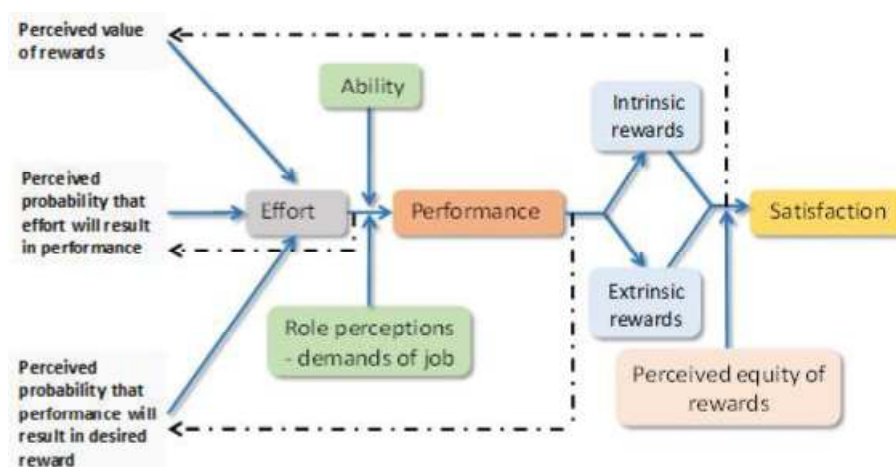 Perceived value
of rewards
Ability
Intrinsic
rewards
Perceived
probability that
effort will result
in performance
Effort
Performance
Satisfaction
Role perceptions
- demands of job
Extrinsic
rewards
Perceived
probability that
performance will
result in desired
reward
Perceived equity of
rewards